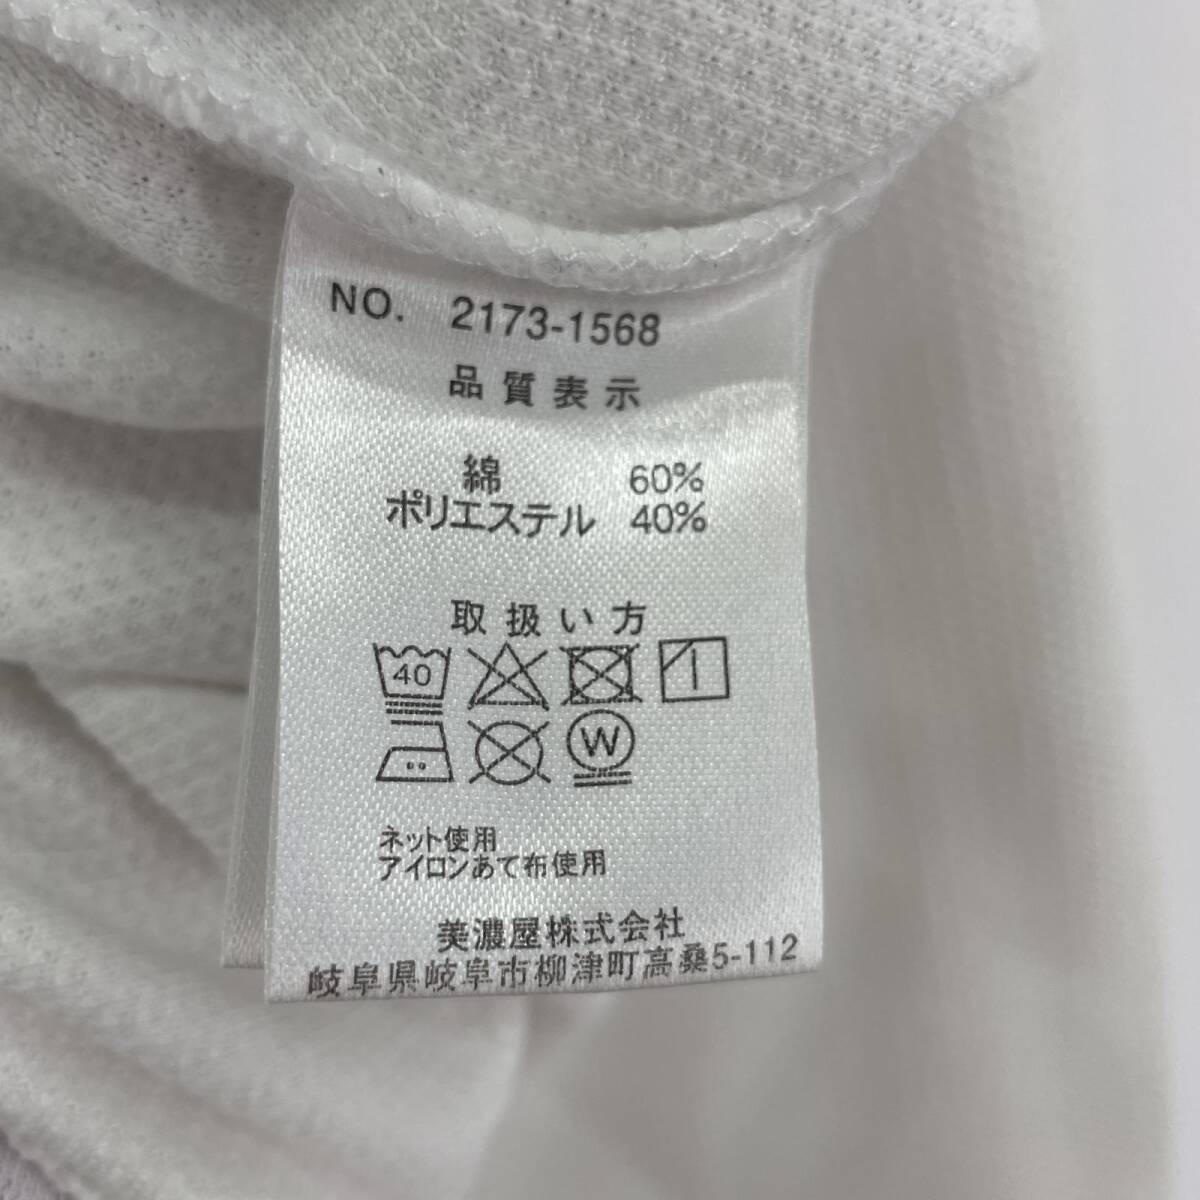 NO. 2173-1568
品質表示
綿 60%
ポリエステル 40%
取扱い方
40
W
ネット使用
アイロンあて布使用
美濃屋株式会社
岐阜県岐阜市柳津町高桑5-112